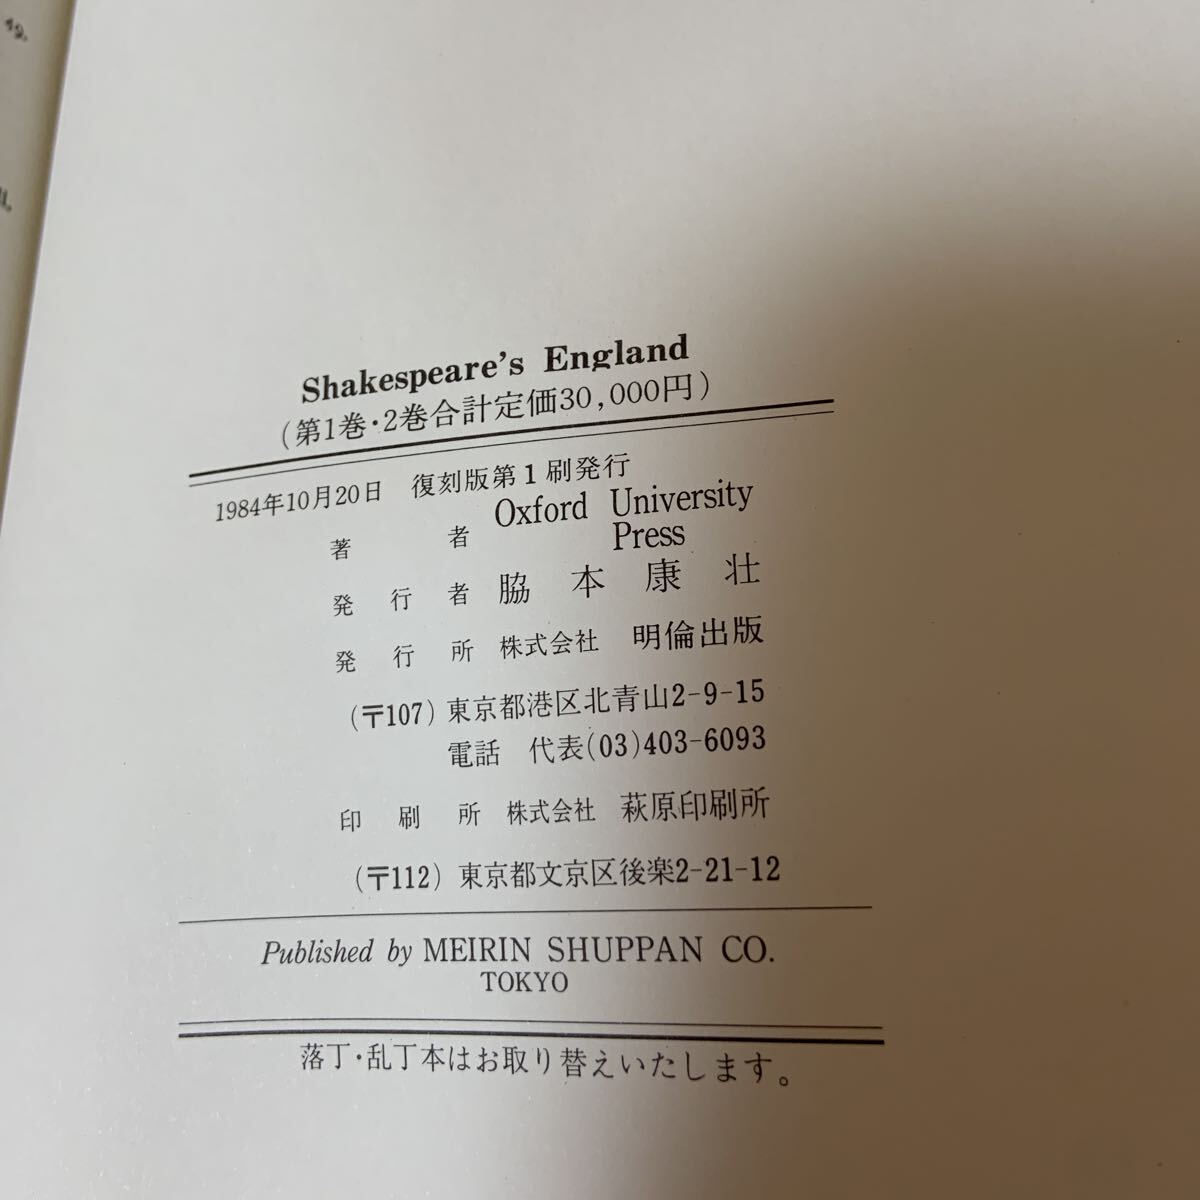 49.
Shakespeare's England
(第1巻・2巻合計定価30,000円)
1984年10月20日 復刻版第1刷発行
著者 Oxford University
Press
発行者 脇本康壮
発行所 株式会社 明倫出版
(〒107) 東京都港区北青山2-9-15
電話 代表(03)403-6093
印刷所 株式会社 萩原印刷所
(〒112) 東京都文京区後楽2-21-12
Published by MEIRIN SHUPPAN CO.
TOKYO
落丁・乱丁本はお取り替えいたします。